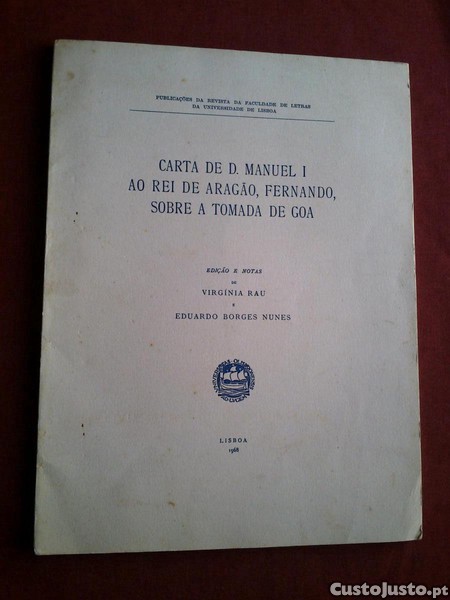 PUBLICAÇÕES DA REVISTA DA FACULDADE DE LETRAS
DA UNIVERSIDADE DE LISBOA
CARTA DE D. MANUEL I
AO REI DE ARAGÃO, FERNANDO,
SOBRE A TOMADA DE GOA
EDIÇÃO E NOTAS
DE
VIRGÍNIA RAU
E
EDUARDO BORGES NUNES
LISBOA
1968
CustoJusto.pt